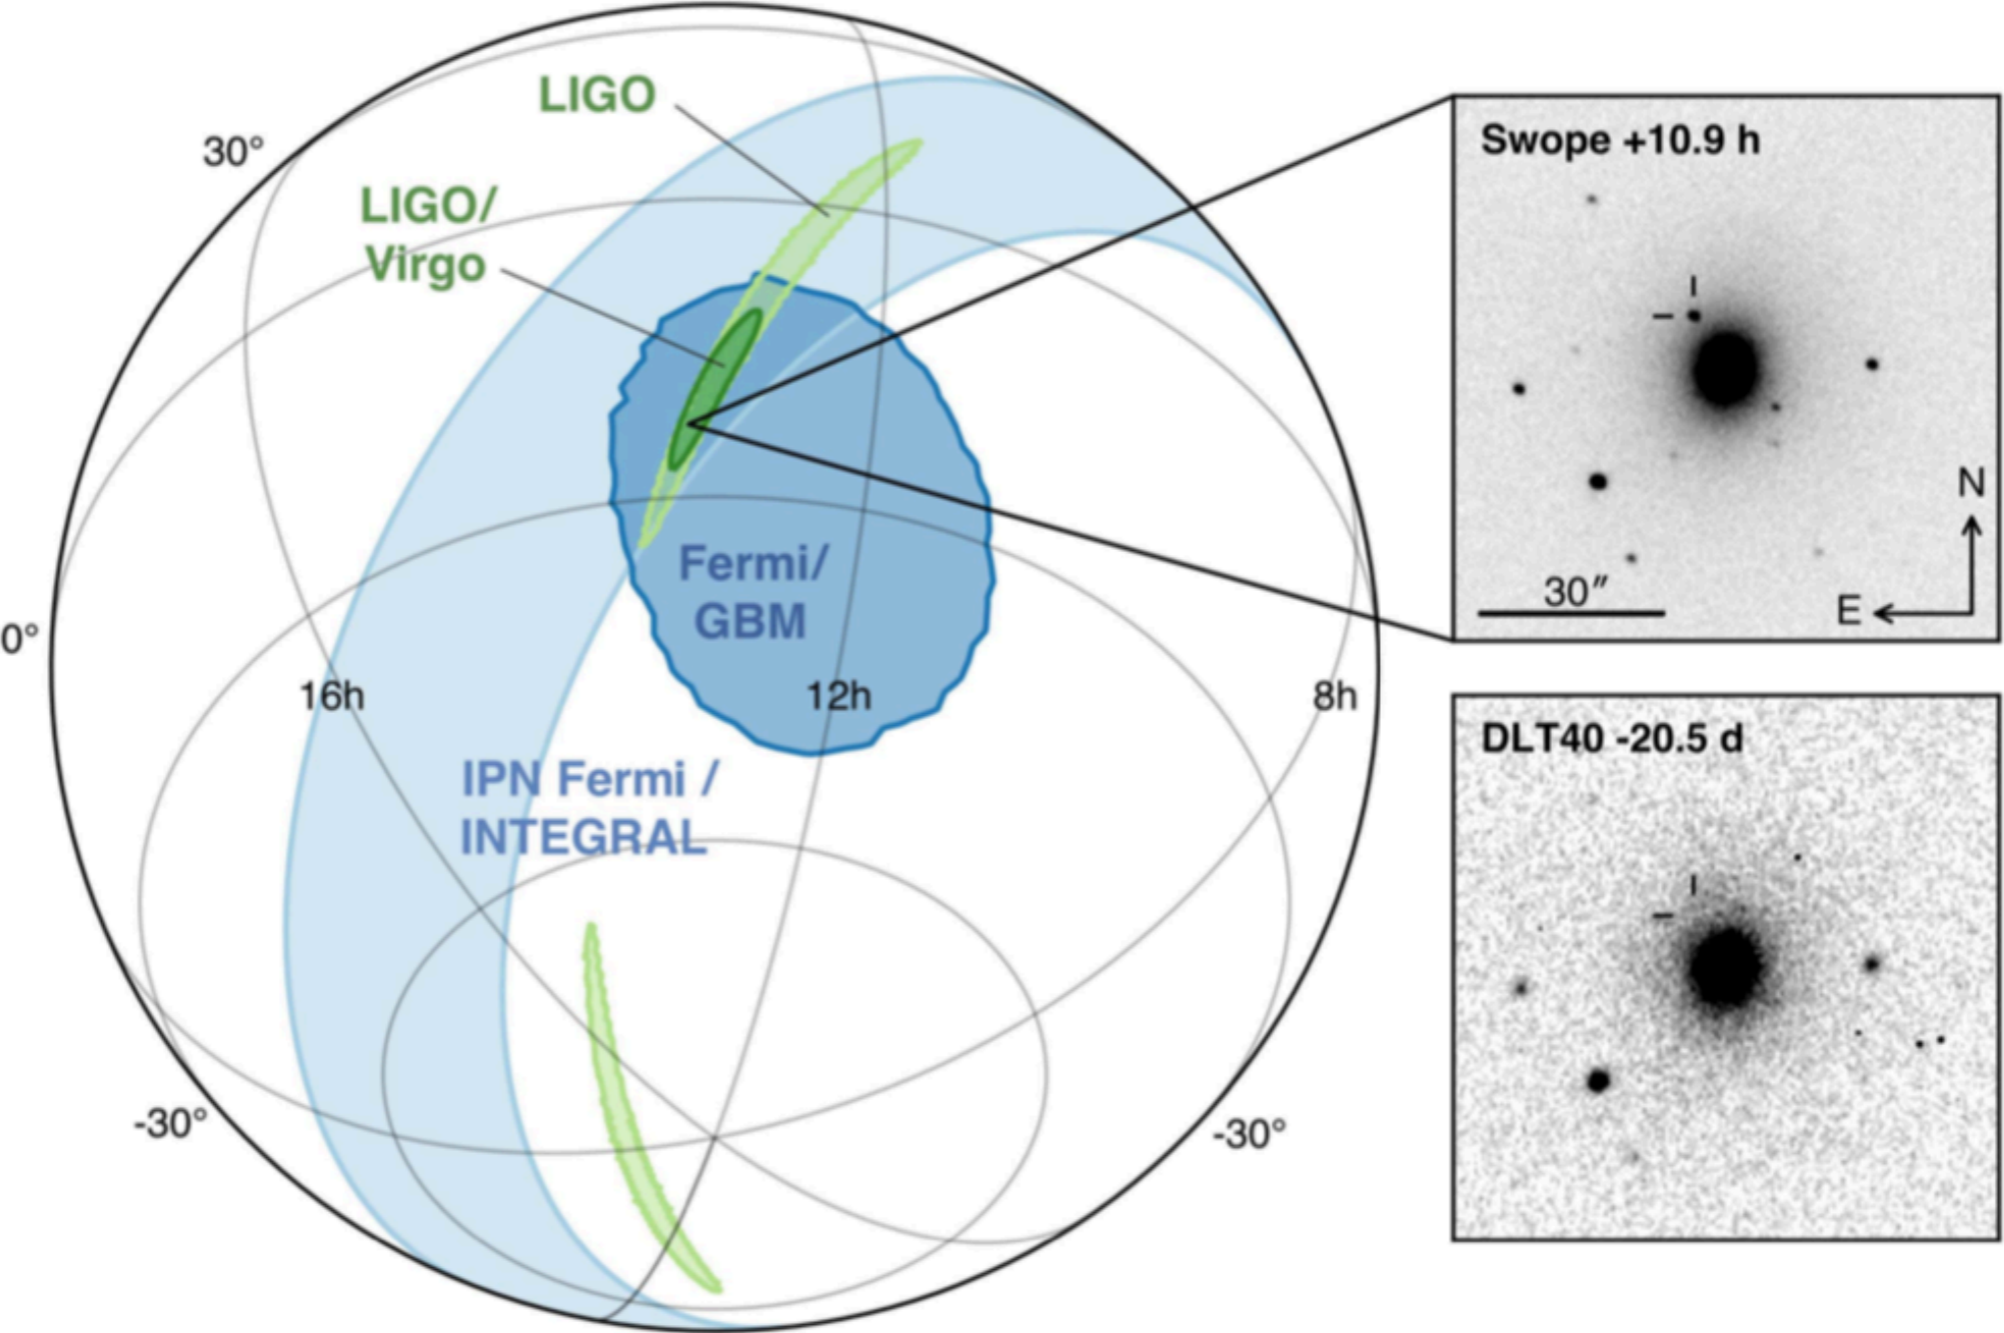 LIGO
30°
LIGO/
Virgo
0°
16h
12h
8h
Fermi/
GBM
IPN Fermi /
INTEGRAL
-30°
-30°
Swope +10.9 h
N
30″
E
DLT40 -20.5 d